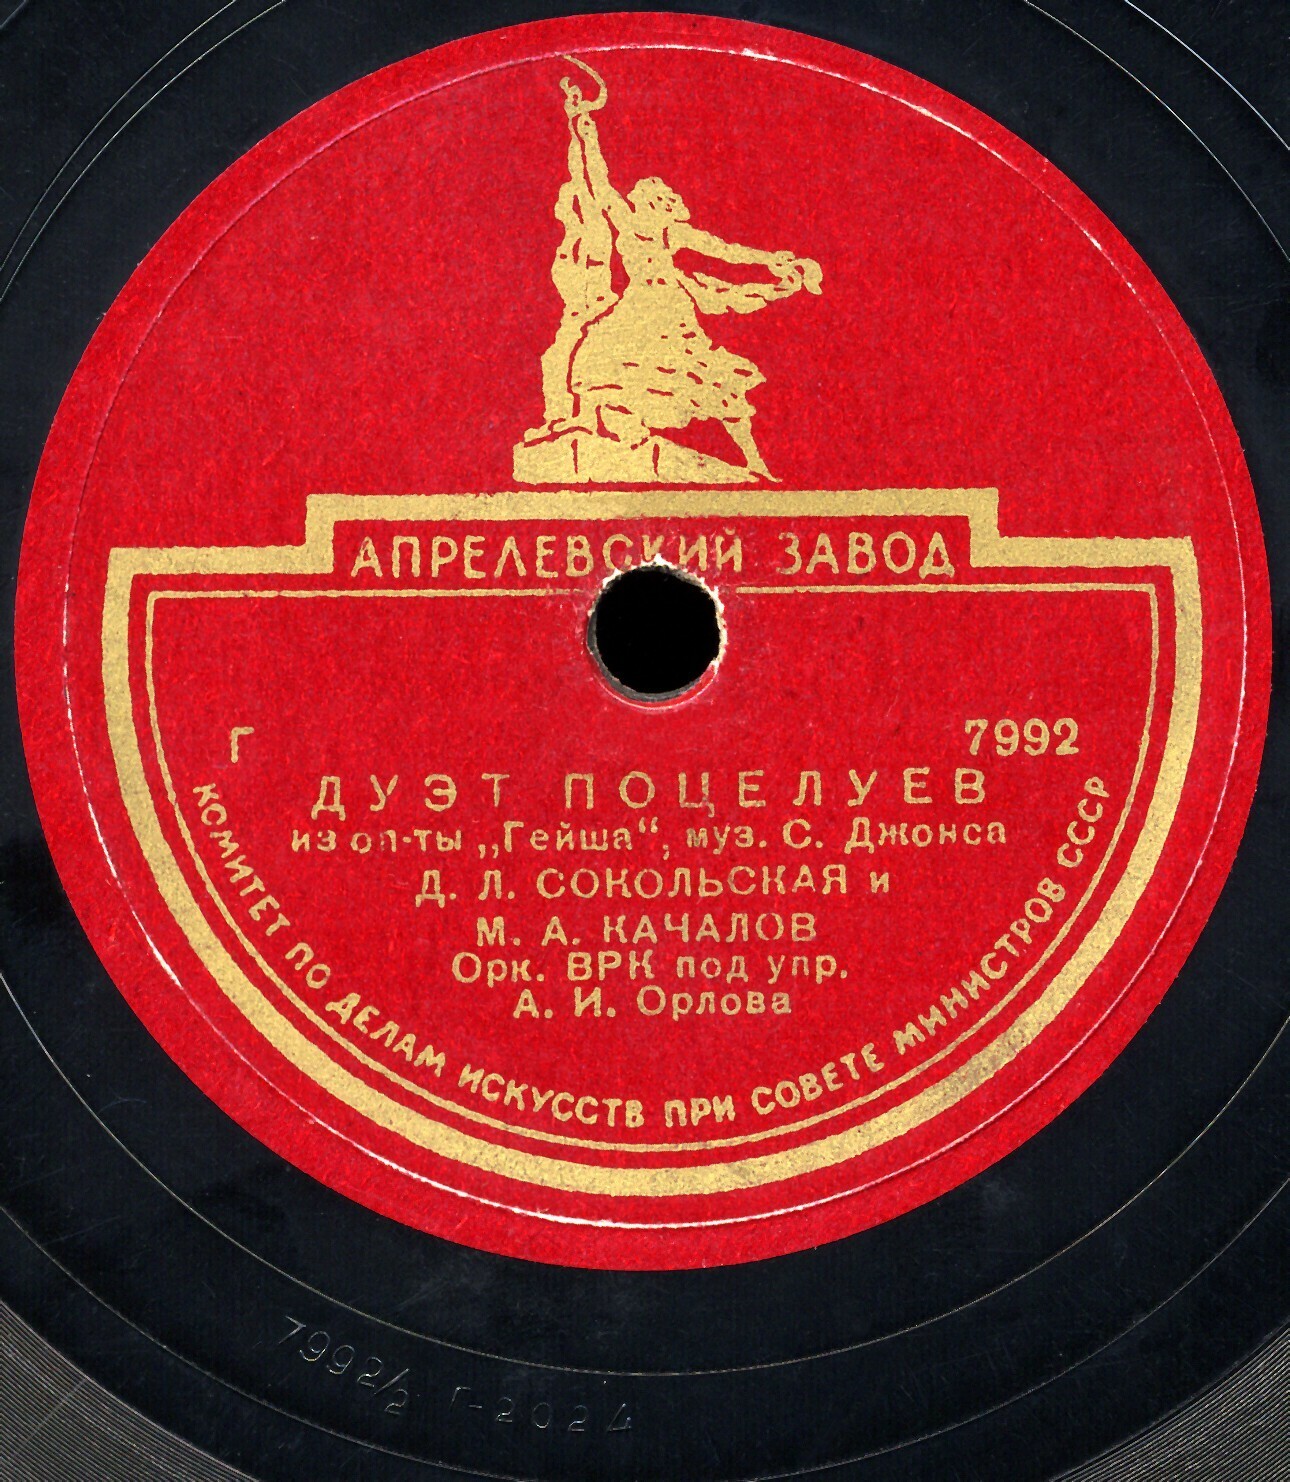 АПРЕЛЕВСКИЙ ЗАВОД
Г 7992
ДУЭТ ПОЦЕЛУЕВ
из оп-ты „Гейша“, муз. С. Джонса
Д. Л. СОКОЛЬСКАЯ и
М. А. КАЧАЛОВ
Орк. ВРК под упр.
А. И. Орлова
КОМИТЕТ ПО ДЕЛАМ ИСКУССТВ ПРИ СОВЕТЕ МИНИСТРОВ СССР
7992/2 Г-2024